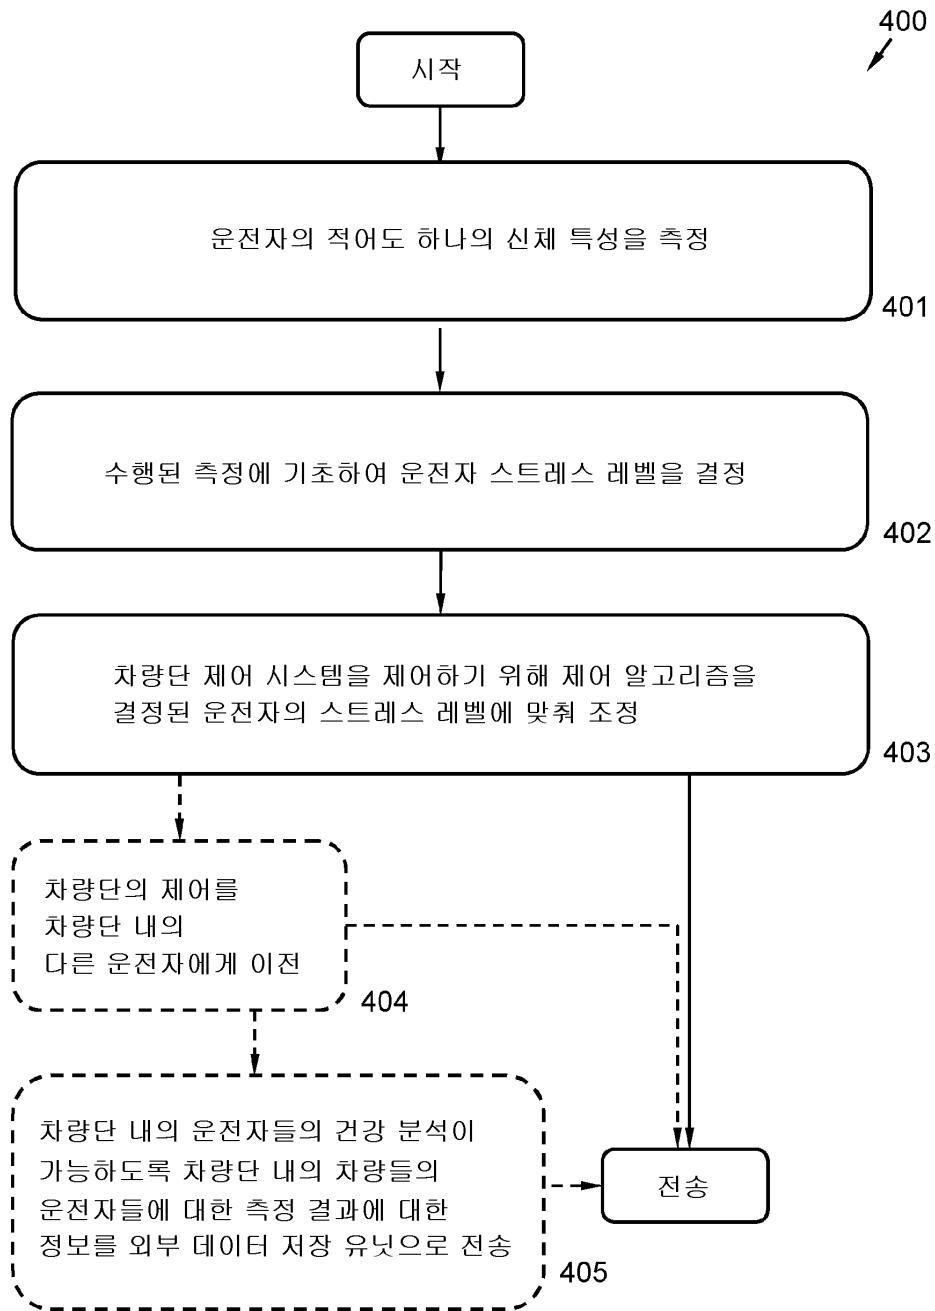 400
시작
운전자의 적어도 하나의 신체 특성을 측정
401
수행된 측정에 기초하여 운전자 스트레스 레벨을 결정
402
차량단 제어 시스템을 제어하기 위해 제어 알고리즘을
결정된 운전자의 스트레스 레벨에 맞춰 조정
403
차량단의 제어를
차량단 내의
다른 운전자에게 이전
404
차량단 내의 운전자들의 건강 분석이
가능하도록 차량단 내의 차량들의
운전자들에 대한 측정 결과에 대한
정보를 외부 데이터 저장 유닛으로 전송
405
전송